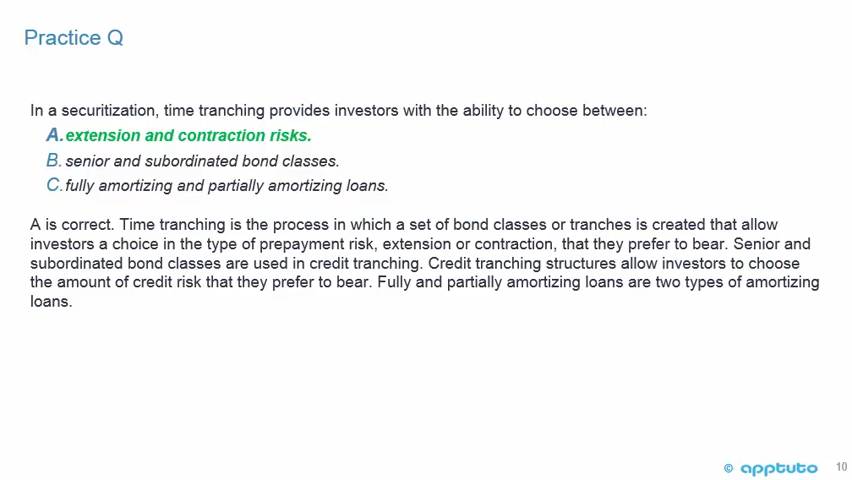 Practice Q
In a securitization, time tranching provides investors with the ability to choose between:
A. extension and contraction risks.
B. senior and subordinated bond classes.
C. fully amortizing and partially amortizing loans.
A is correct. Time tranching is the process in which a set of bond classes or tranches is created that allow
investors a choice in the type of prepayment risk, extension or contraction, that they prefer to bear. Senior and
subordinated bond classes are used in credit tranching. Credit tranching structures allow investors to choose
the amount of credit risk that they prefer to bear. Fully and partially amortizing loans are two types of amortizing
loans.
© apptuto 10